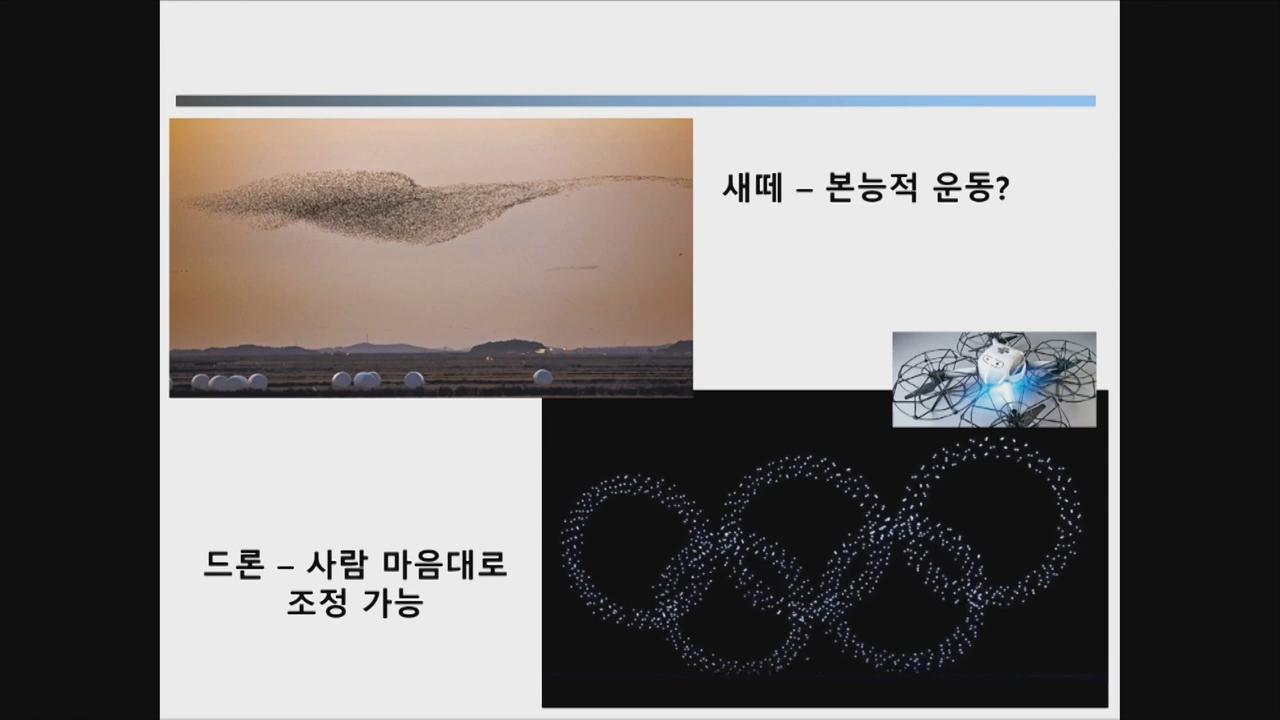 새떼 – 본능적 운동?
드론 – 사람 마음대로
조정 가능